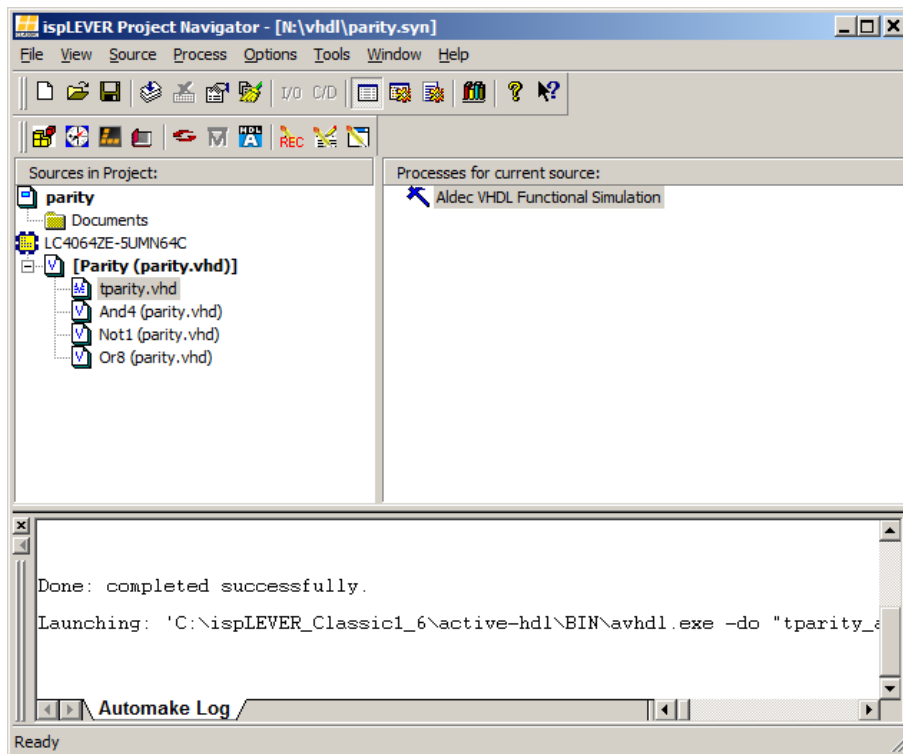 ispLEVER Project Navigator - [N:\vhdl\parity.syn]
File View Source Process Options Tools Window Help
I/O C/D
HDL REC
Sources in Project:
parity
Documents
LC4064ZE-5UMN64C
[Parity (parity.vhd)]
tparity.vhd
And4 (parity.vhd)
Not1 (parity.vhd)
Or8 (parity.vhd)
Processes for current source:
Aldec VHDL Functional Simulation
Done: completed successfully.
Launching: 'C:\ispLEVER_Classic1_6\active-hdl\BIN\avhdl.exe -do "tparity_a
Automake Log
Ready